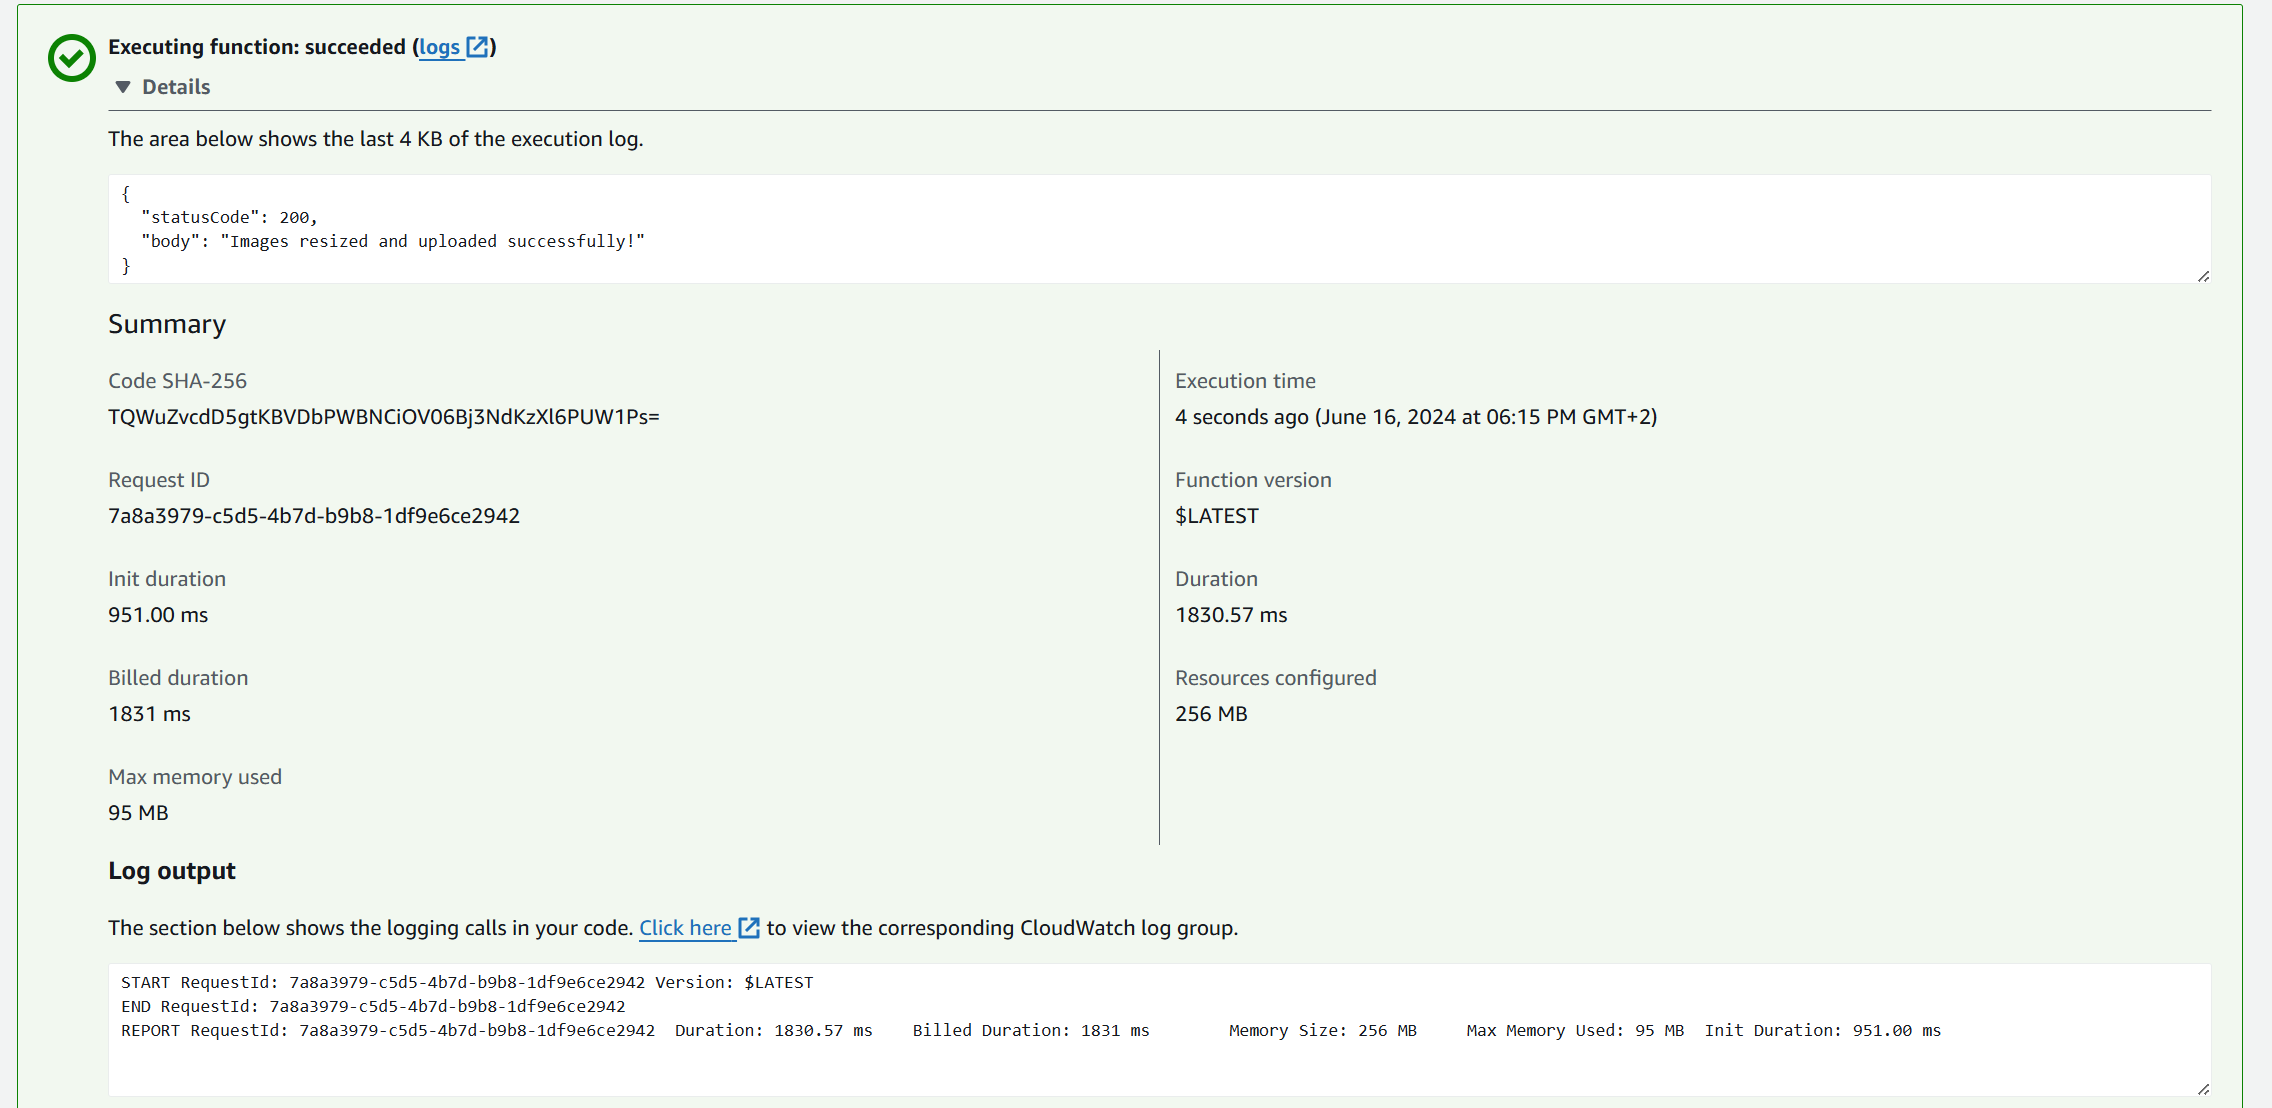 Executing function: succeeded (logs)
Details
The area below shows the last 4 KB of the execution log.
{
"statusCode": 200,
"body": "Images resized and uploaded successfully!"
}
Summary
Code SHA-256
TQWuZvcdD5gtKBVDbPWBNCiOV06Bj3NdKzXl6PUW1Ps=
Request ID
7a8a3979-c5d5-4b7d-b9b8-1df9e6ce2942
Init duration
951.00 ms
Billed duration
1831 ms
Max memory used
95 MB
Execution time
4 seconds ago (June 16, 2024 at 06:15 PM GMT+2)
Function version
$LATEST
Duration
1830.57 ms
Resources configured
256 MB
Log output
The section below shows the logging calls in your code. Click here to view the corresponding CloudWatch log group.
START RequestId: 7a8a3979-c5d5-4b7d-b9b8-1df9e6ce2942 Version: $LATEST
END RequestId: 7a8a3979-c5d5-4b7d-b9b8-1df9e6ce2942
REPORT RequestId: 7a8a3979-c5d5-4b7d-b9b8-1df9e6ce2942 Duration: 1830.57 ms Billed Duration: 1831 ms Memory Size: 256 MB Max Memory Used: 95 MB Init Duration: 951.00 ms